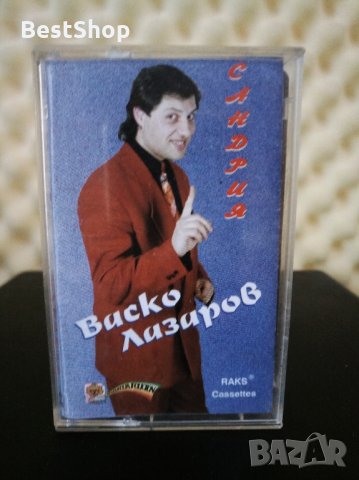 BestShop
САНДРИЯ
Васко
Лазаров
RAKS®
Cassettes
BAZAR